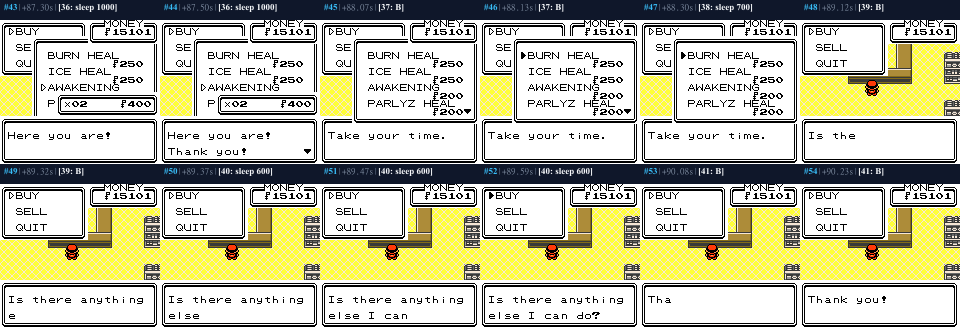 #43|+87.30s|[36: sleep 1000]
BUY
SE
QU
MONEY
₽15101
BURN HEAL
₽250
ICE HEAL
₽250
▷AWAKENING
P
×02 ₽400
Here you are!
#44|+87.50s|[36: sleep 1000]
▷BUY
SE
QU
MONEY
₽15101
BURN HEAL
₽250
ICE HEAL
₽250
▷AWAKENING
P
×02 ₽400
Here you are!
Thank you! ▼
#45|+88.07s|[37: B]
▷BUY
SE
QU
MONEY
₽15101
BURN HEAL
₽250
ICE HEAL
₽250
AWAKENING
₽200
PARLYZ HEAL
₽200▼
Take your time.
#46|+88.13s|[37: B]
▷BUY
SE
QU
MONEY
₽15101
▶BURN HEAL
₽250
ICE HEAL
₽250
AWAKENING
₽200
PARLYZ HEAL
₽200▼
Take your time.
#47|+88.30s|[38: sleep 700]
▷BUY
SE
QU
MONEY
₽15101
▶BURN HEAL
₽250
ICE HEAL
₽250
AWAKENING
₽200
PARLYZ HEAL
₽200▼
Take your time.
#48|+89.12s|[39: B]
▷BUY
SELL
QUIT
MONEY
₽15101
Is the
#49|+89.32s|[39: B]
▷BUY
SELL
QUIT
MONEY
₽15101
Is there anything
e
#50|+89.37s|[40: sleep 600]
▷BUY
SELL
QUIT
MONEY
₽15101
Is there anything
else
#51|+89.47s|[40: sleep 600]
▷BUY
SELL
QUIT
MONEY
₽15101
Is there anything
else I can
#52|+89.59s|[40: sleep 600]
▶BUY
SELL
QUIT
MONEY
₽15101
Is there anything
else I can do?
#53|+90.08s|[41: B]
▷BUY
SELL
QUIT
MONEY
₽15101
Tha
#54|+90.23s|[41: B]
▷BUY
SELL
QUIT
MONEY
₽15101
Thank you!